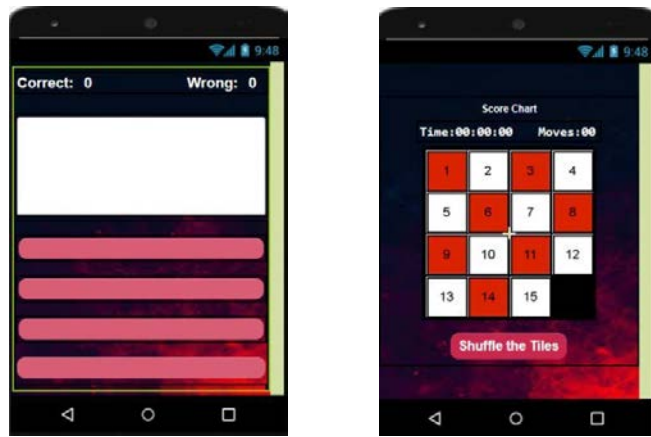 9:48
Correct: 0 Wrong: 0
9:48
Score Chart
Time:00:00:00 Moves:00
1 2 3 4
5 6 7 8
9 10 11 12
13 14 15
Shuffle the Tiles